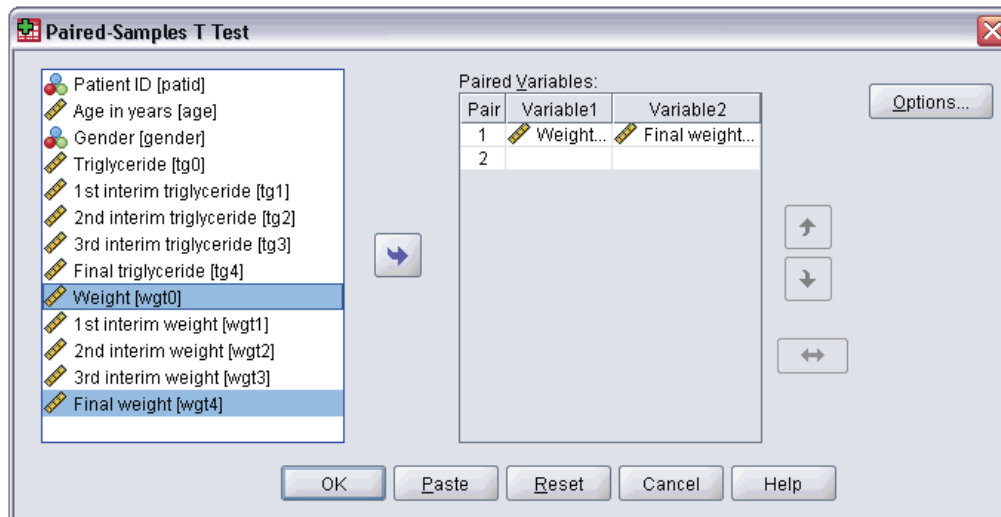 Paired-Samples T Test
Patient ID [patid]
Age in years [age]
Gender [gender]
Triglyceride [tg0]
1st interim triglyceride [tg1]
2nd interim triglyceride [tg2]
3rd interim triglyceride [tg3]
Final triglyceride [tg4]
Weight [wgt0]
1st interim weight [wgt1]
2nd interim weight [wgt2]
3rd interim weight [wgt3]
Final weight [wgt4]
Paired Variables:
Pair Variable1 Variable2
1 Weight... Final weight...
2
Options...
OK Paste Reset Cancel Help